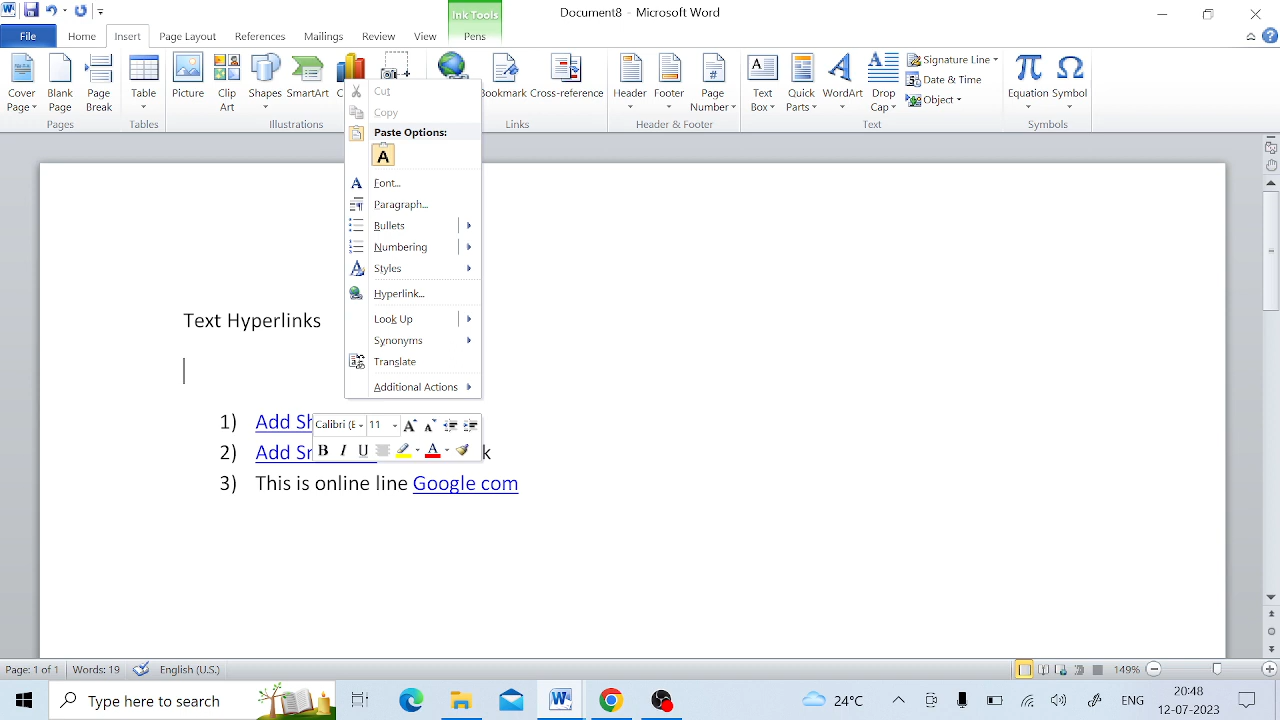 Ink Tools
Document8 - Microsoft Word
File Home Insert Page Layout References Mailings Review View Pens
Cover Page
Blank Page
Page Break
Table
Picture
Clip Art
Shapes
SmartArt
Bookmark
Cross-reference
Header
Footer
Page Number
Text Box
Quick Parts
WordArt
Drop Cap
Signature Line
Date & Time
Object
Equation
Symbol
Pages Tables Illustrations Links Header & Footer Text Symbols
Cut
Copy
Paste Options:
Font...
Paragraph...
Bullets
Numbering
Styles
Hyperlink...
Look Up
Synonyms
Translate
Additional Actions
Text Hyperlinks
1) Add
Calibri 11
2) Add
3) This is online line Google com
Page: 1 of 1 Words: 19 English (U.S.) 149%
Type here to search
24°C
ENG
20:48
12-07-2023